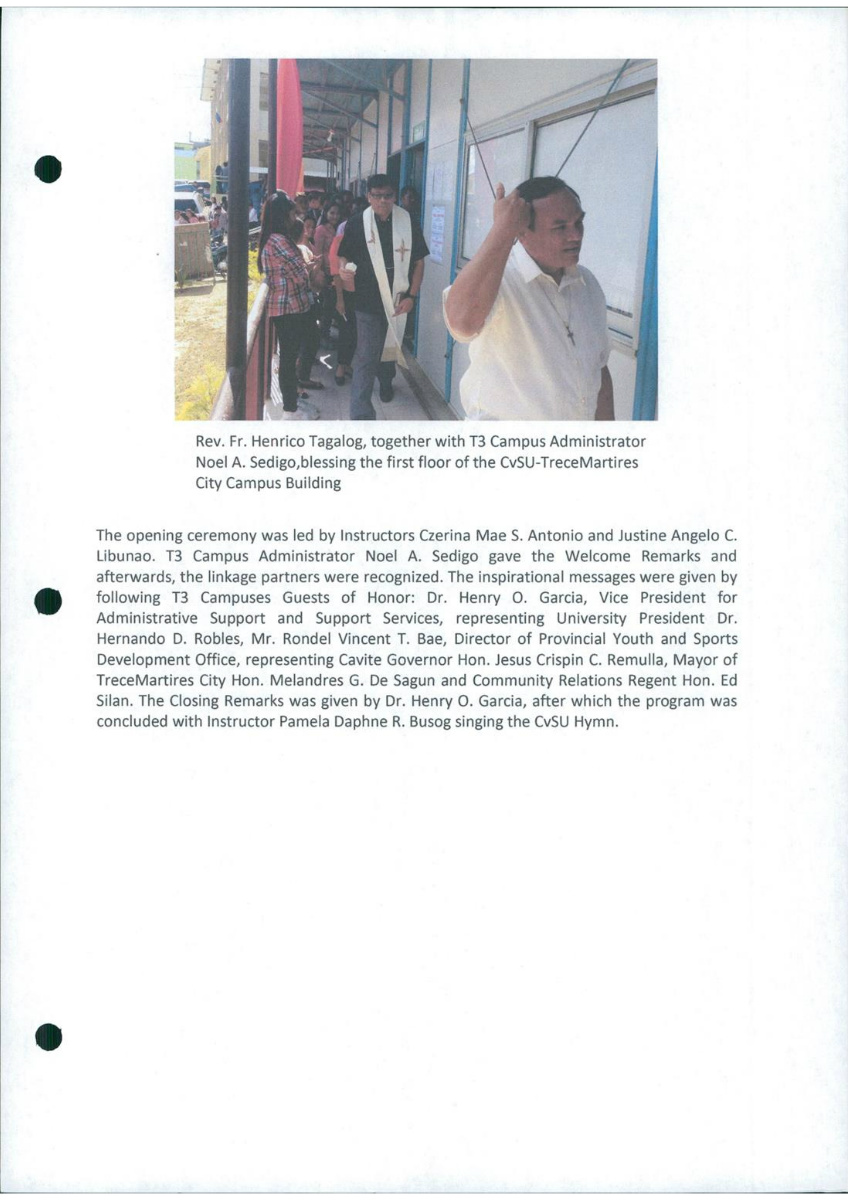 Rev. Fr. Henrico Tagalog, together with T3 Campus Administrator
Noel A. Sedigo,blessing the first floor of the CvSU-TreceMartires
City Campus Building
The opening ceremony was led by Instructors Czerina Mae S. Antonio and Justine Angelo C.
Libunao. T3 Campus Administrator Noel A. Sedigo gave the Welcome Remarks and
afterwards, the linkage partners were recognized. The inspirational messages were given by
following T3 Campuses Guests of Honor: Dr. Henry O. Garcia, Vice President for
Administrative Support and Support Services, representing University President Dr.
Hernando D. Robles, Mr. Rondel Vincent T. Bae, Director of Provincial Youth and Sports
Development Office, representing Cavite Governor Hon. Jesus Crispin C. Remulla, Mayor of
TreceMartires City Hon. Melandres G. De Sagun and Community Relations Regent Hon. Ed
Silan. The Closing Remarks was given by Dr. Henry O. Garcia, after which the program was
concluded with Instructor Pamela Daphne R. Busog singing the CvSU Hymn.